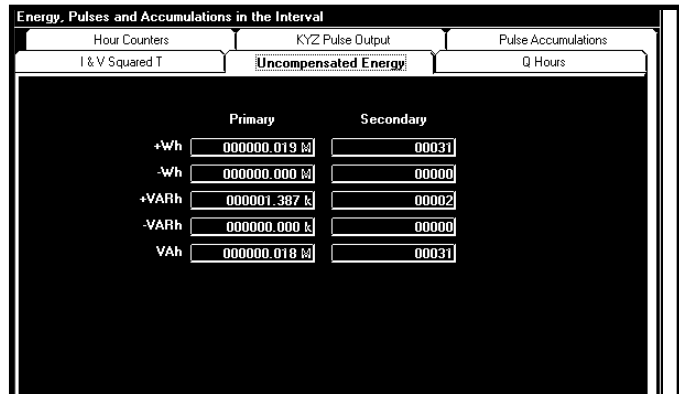 Energy, Pulses and Accumulations in the Interval
Hour Counters KYZ Pulse Output Pulse Accumulations
I & V Squared T Uncompensated Energy Q Hours
Primary Secondary
+Wh 000000.019 M 00031
-Wh 000000.000 M 00000
+VARh 000001.387 k 00002
-VARh 000000.000 k 00000
VAh 000000.018 M 00031